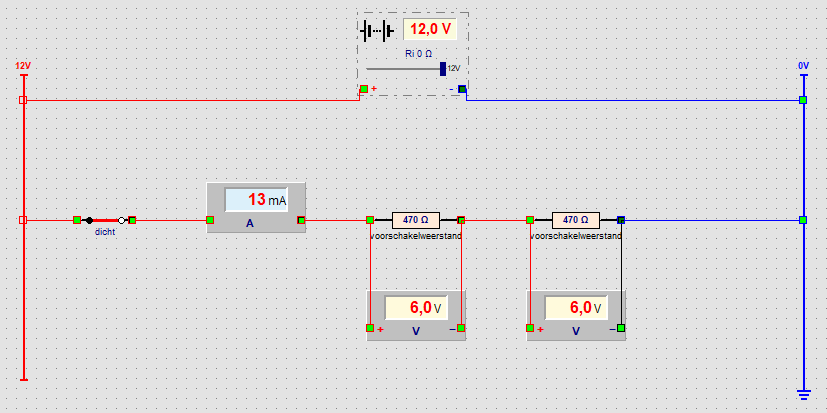 12,0 V
Ri 0 Ω
12V
+ -
12V
0V
13 mA
A
dicht
470 Ω
voorschakelweerstand
470 Ω
voorschakelweerstand
6,0 V
+ V –
6,0 V
+ V –